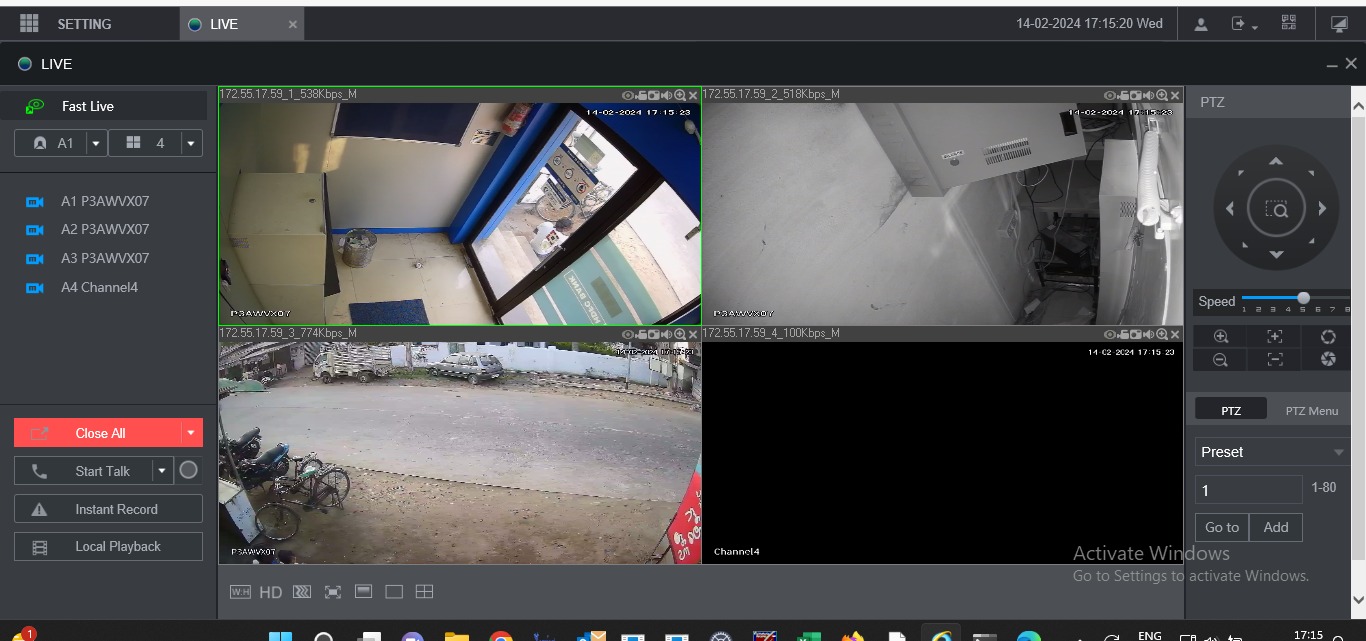 SETTING
LIVE
14-02-2024 17:15:20 Wed
LIVE
Fast Live
A1
4
A1 P3AWVX07
A2 P3AWVX07
A3 P3AWVX07
A4 Channel4
Close All
Start Talk
Instant Record
Local Playback
172.55.17.59_1_538Kbps_M
14-02-2024 17:15:23
HDFC BANK
P3AWVX07
172.55.17.59_2_518Kbps_M
14-02-2024 17:15:23
P3AWVX07
172.55.17.59_3_774Kbps_M
14-02-2024 17:15:23
P3AWVX07
172.55.17.59_4_100Kbps_M
14-02-2024 17:15:23
Channel4
W:H
HD
PTZ
Speed
1 2 3 4 5 6 7 8
PTZ
PTZ Menu
Preset
1
1-80
Go to
Add
Activate Windows
Go to Settings to activate Windows.
1
ENG
17:15